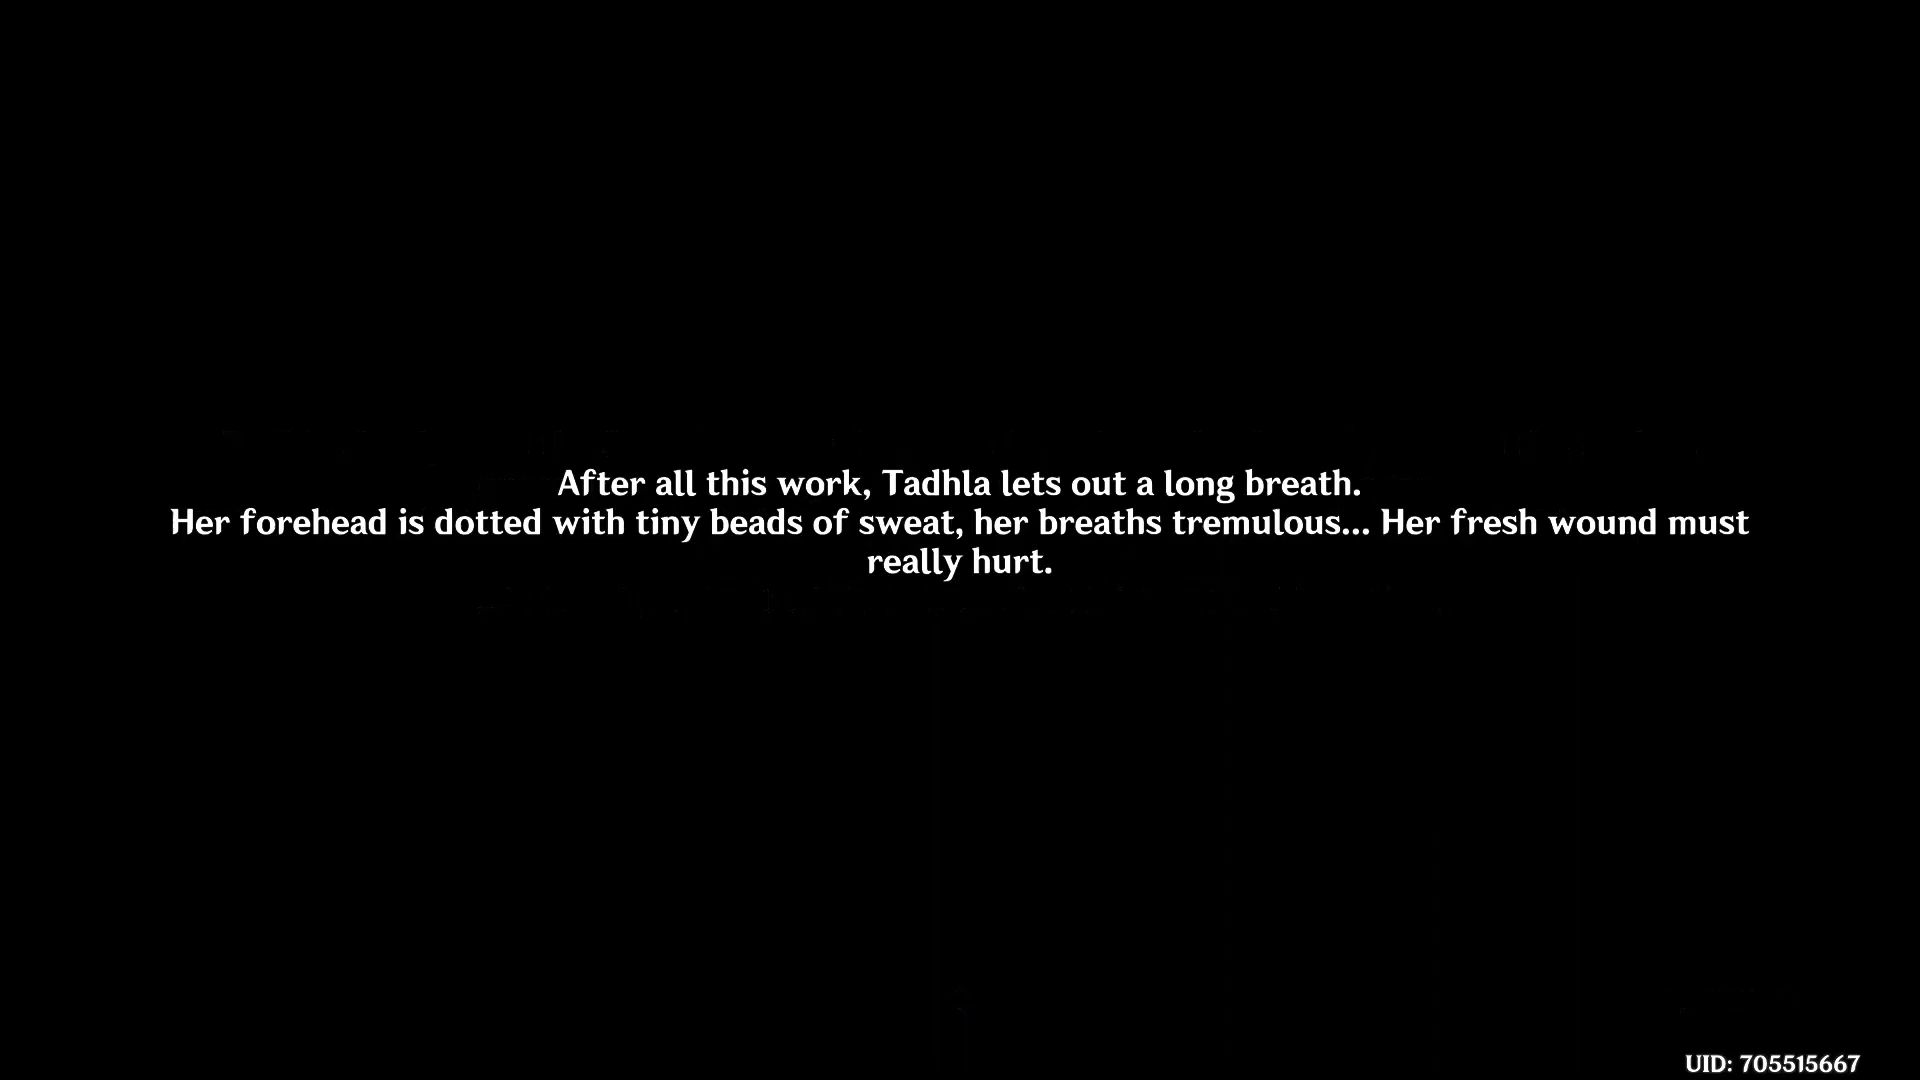 After all this work, Tadhla lets out a long breath.
Her forehead is dotted with tiny beads of sweat, her breaths tremulous... Her fresh wound must
really hurt.
UID: 705515667